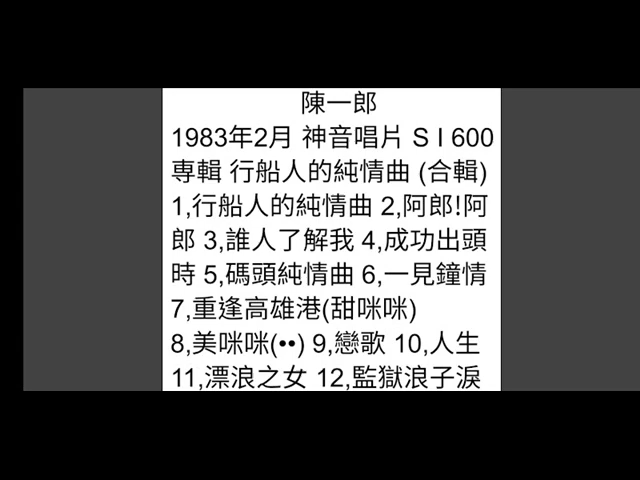 陳一郎
1983年2月 神音唱片 S I 600
專輯 行船人的純情曲 (合輯)
1,行船人的純情曲 2,阿郎!阿
郎 3,誰人了解我 4,成功出頭
時 5,碼頭純情曲 6,一見鐘情
7,重逢高雄港(甜咪咪)
8,美咪咪(••) 9,戀歌 10,人生
11,漂浪之女 12,監獄浪子淚